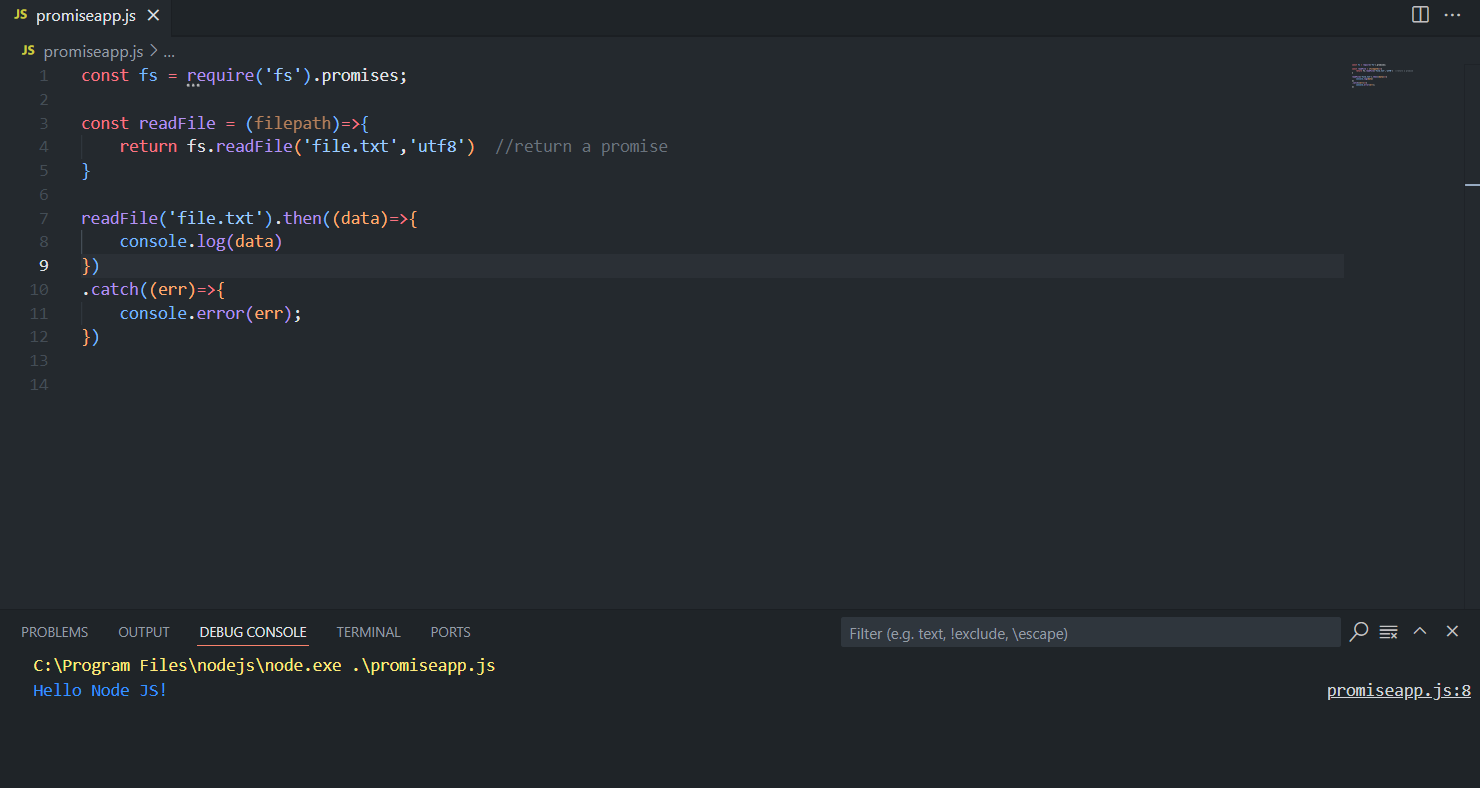 JS promiseapp.js
JS promiseapp.js > ...
1 const fs = require('fs').promises;
2
3 const readFile = (filepath)=>{
4 return fs.readFile('file.txt','utf8') //return a promise
5 }
6
7 readFile('file.txt').then((data)=>{
8 console.log(data)
9 })
10 .catch((err)=>{
11 console.error(err);
12 })
13
14
PROBLEMS OUTPUT DEBUG CONSOLE TERMINAL PORTS Filter (e.g. text, !exclude, \escape)
C:\Program Files\nodejs\node.exe .\promiseapp.js
Hello Node JS! promiseapp.js:8